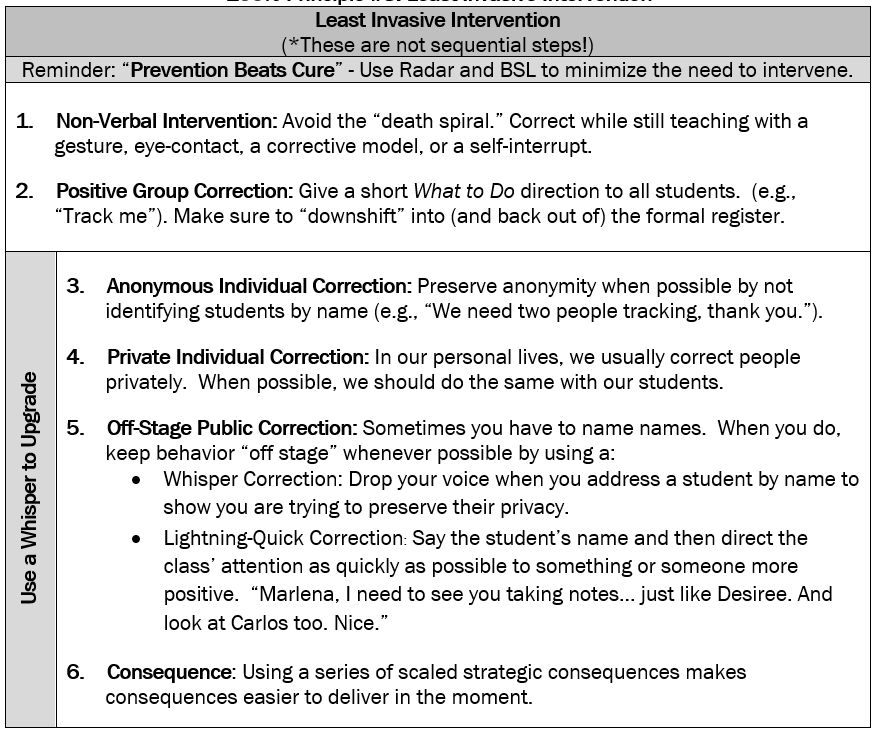 100% Principle #3: Least Invasive Intervention
Least Invasive Intervention
(*These are not sequential steps!)
Reminder: “Prevention Beats Cure” - Use Radar and BSL to minimize the need to intervene.
1. Non-Verbal Intervention: Avoid the “death spiral.” Correct while still teaching with a
gesture, eye-contact, a corrective model, or a self-interrupt.
2. Positive Group Correction: Give a short What to Do direction to all students. (e.g.,
“Track me”). Make sure to “downshift” into (and back out of) the formal register.
Use a Whisper to Upgrade
3. Anonymous Individual Correction: Preserve anonymity when possible by not
identifying students by name (e.g., “We need two people tracking, thank you.”).
4. Private Individual Correction: In our personal lives, we usually correct people
privately. When possible, we should do the same with our students.
5. Off-Stage Public Correction: Sometimes you have to name names. When you do,
keep behavior “off stage” whenever possible by using a:
• Whisper Correction: Drop your voice when you address a student by name to
show you are trying to preserve their privacy.
• Lightning-Quick Correction: Say the student’s name and then direct the
class’ attention as quickly as possible to something or someone more
positive. “Marlena, I need to see you taking notes... just like Desiree. And
look at Carlos too. Nice.”
6. Consequence: Using a series of scaled strategic consequences makes
consequences easier to deliver in the moment.